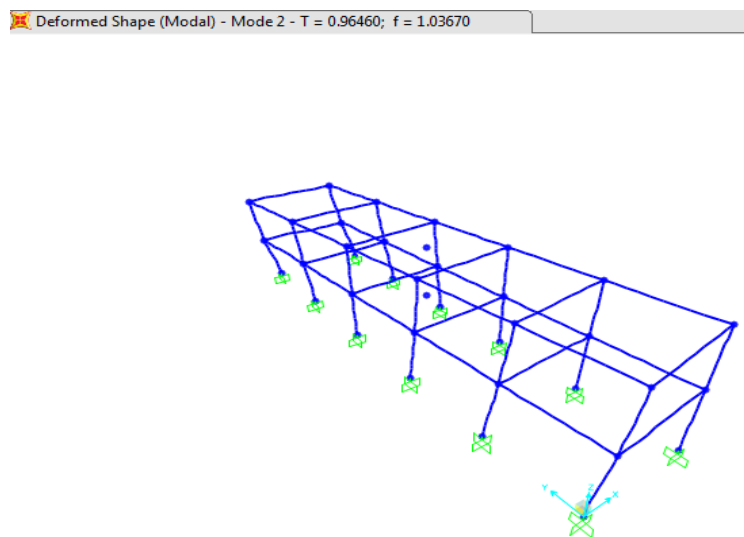 Deformed Shape (Modal) - Mode 2 - T = 0.96460; f = 1.03670
Z
Y
X